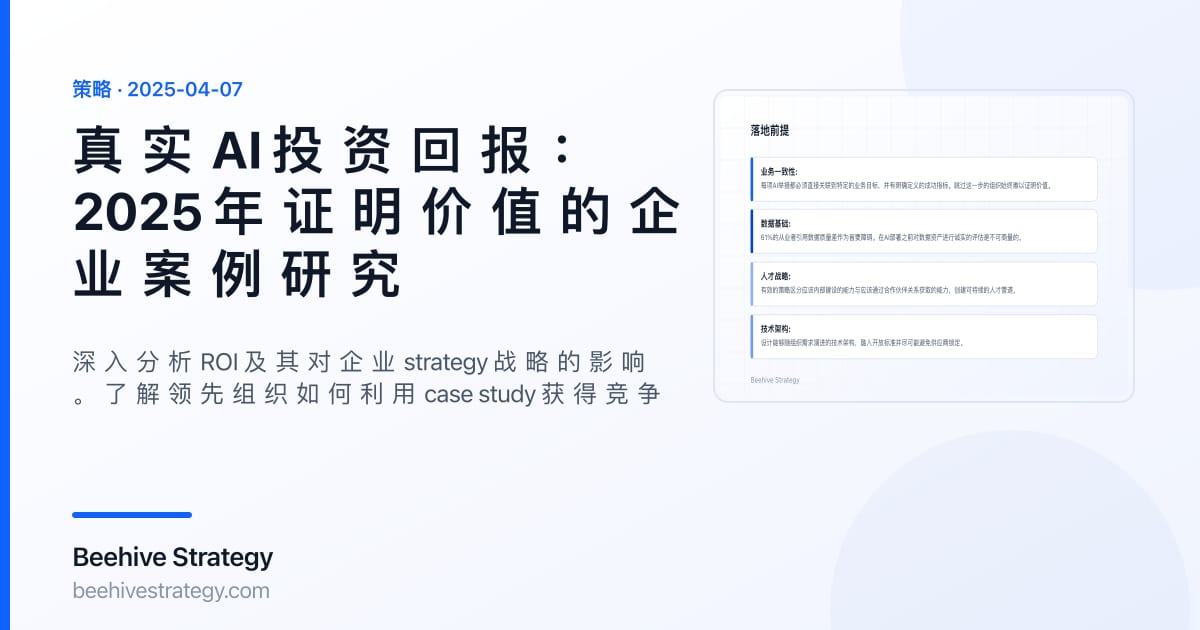 策略 · 2025-04-07
真实AI投资回报：
2025年证明价值的企
业案例研究
深入分析ROI及其对企业strategy战略的影响
。了解领先组织如何利用case study获得竞争
Beehive Strategy
beehivestrategy.com
落地前提
业务一致性:
每项AI举措都必须直接关联到特定的业务目标，并有明确定义的成功指标。跳过这一步的组织始终难以证明价值。
数据基础:
61%的从业者引用数据质量差作为首要障碍，在AI部署之前对数据资产进行诚实的评估是不可商量的。
人才战略:
有效的策略区分应该内部建设的能力与应该通过合作伙伴关系获取的能力，创建可持续的人才管道。
技术架构:
设计能够随组织需求演进的技术架构，融入开放标准并尽可能避免供应商锁定。
Beehive Strategy